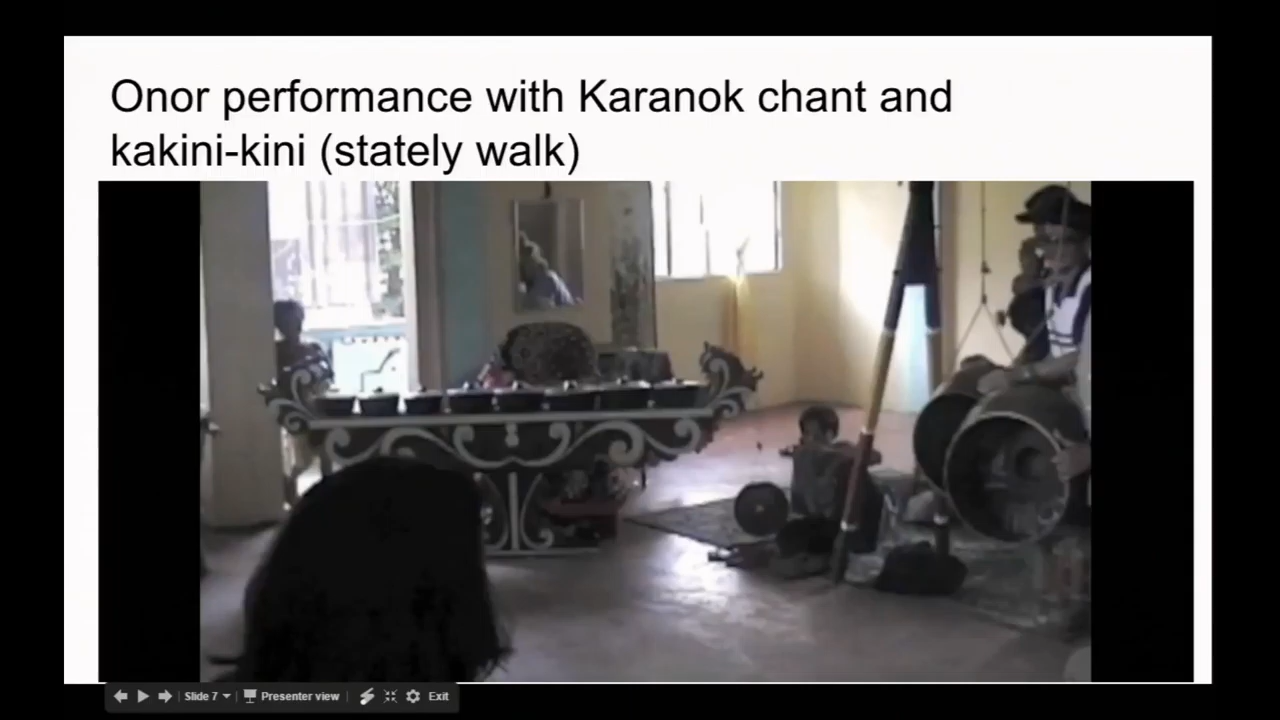 Onor performance with Karanok chant and
kakini-kini (stately walk)
Slide 7 Presenter view Exit